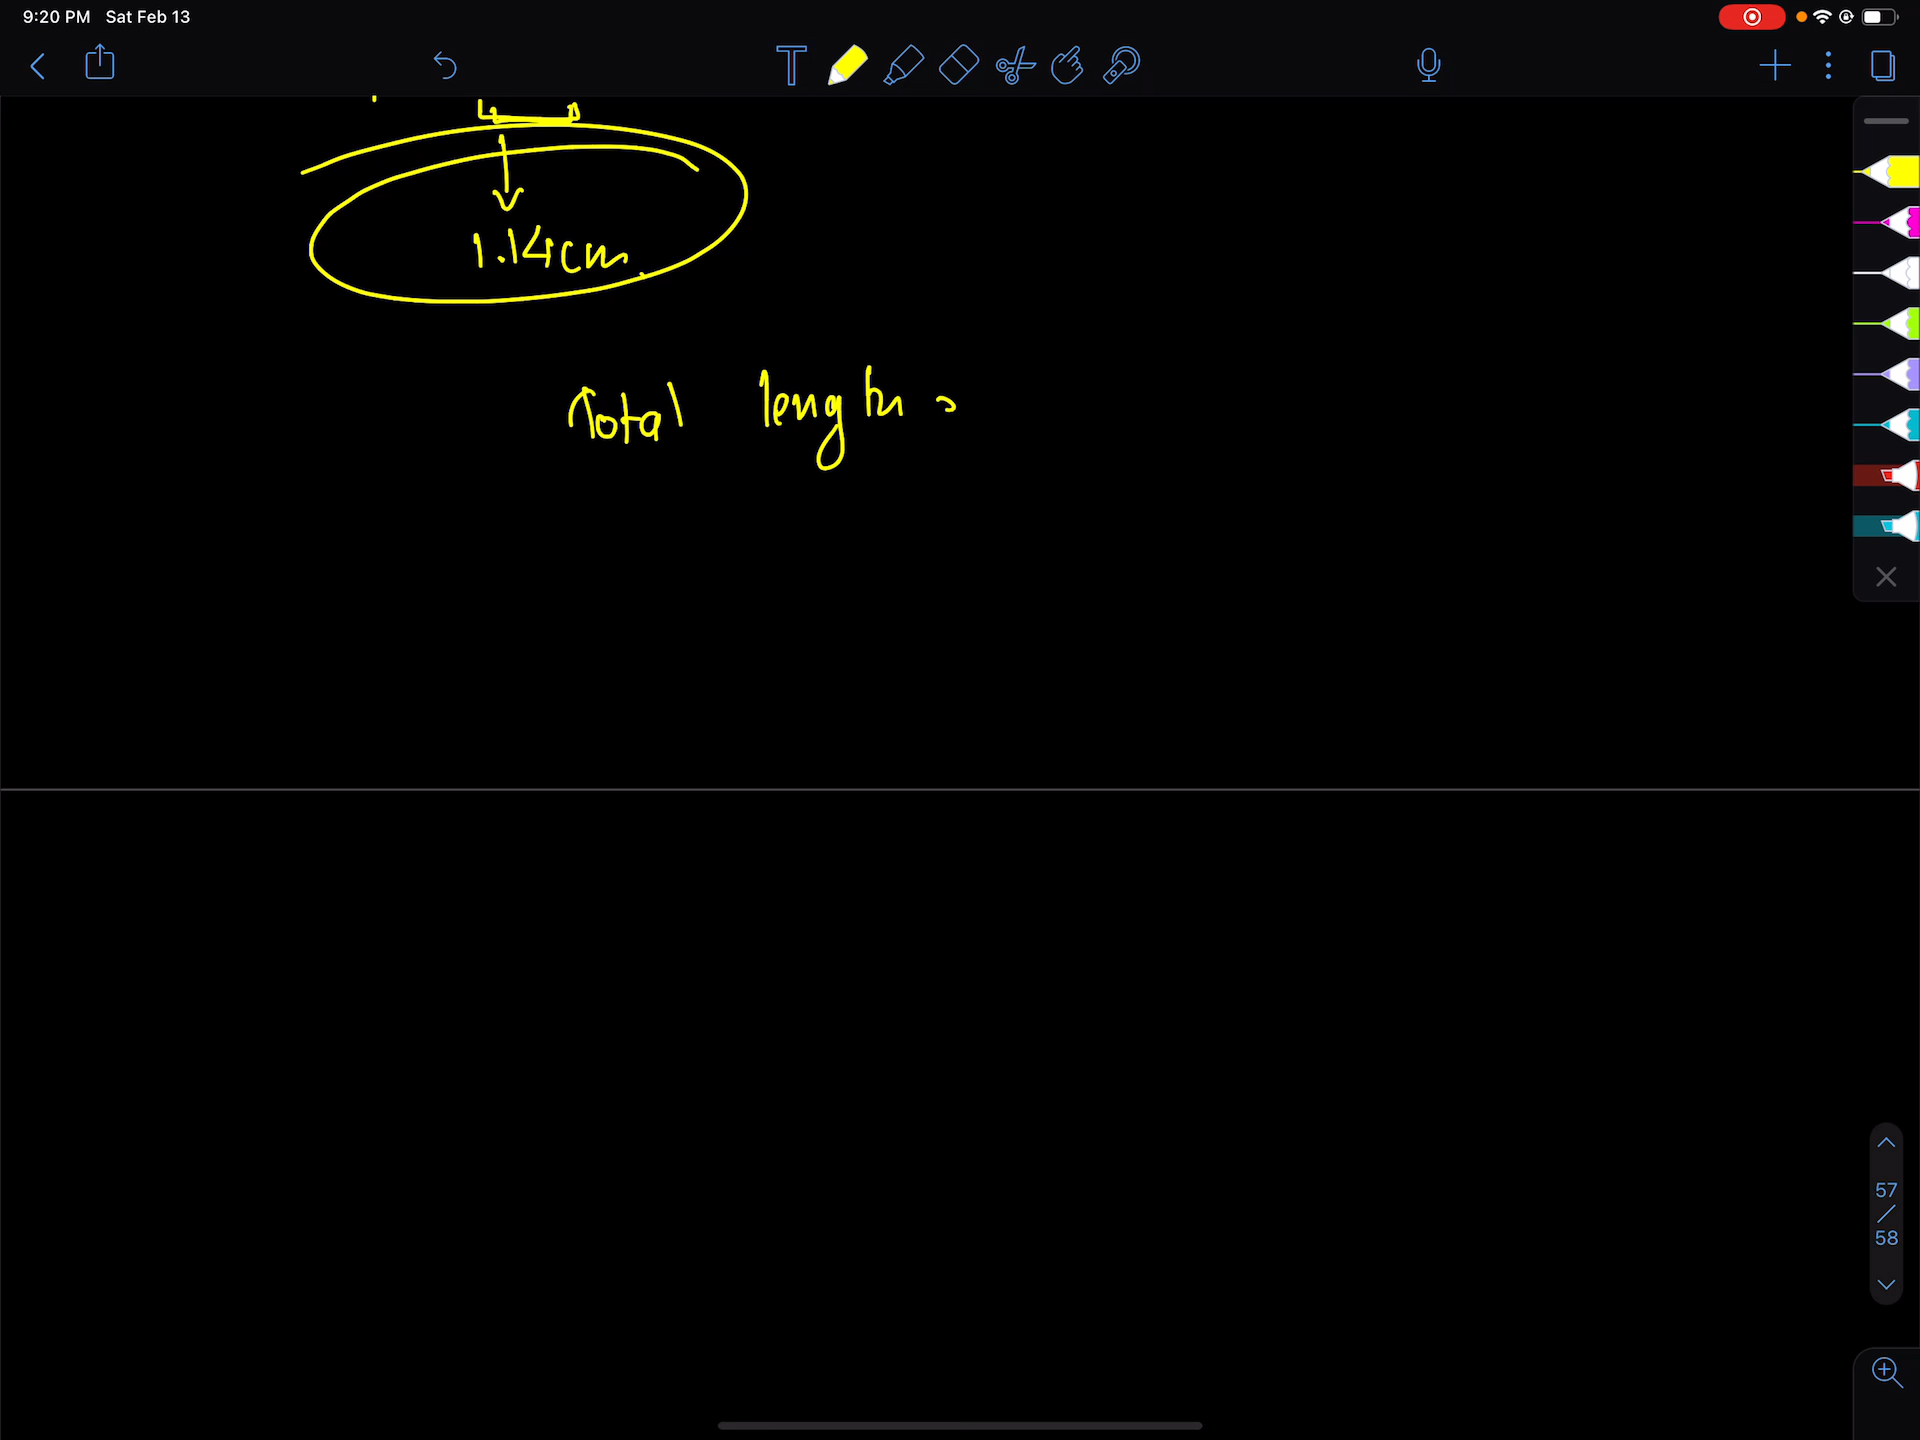 9:20 PM Sat Feb 13
1.14cm
Total length =
57
/
58